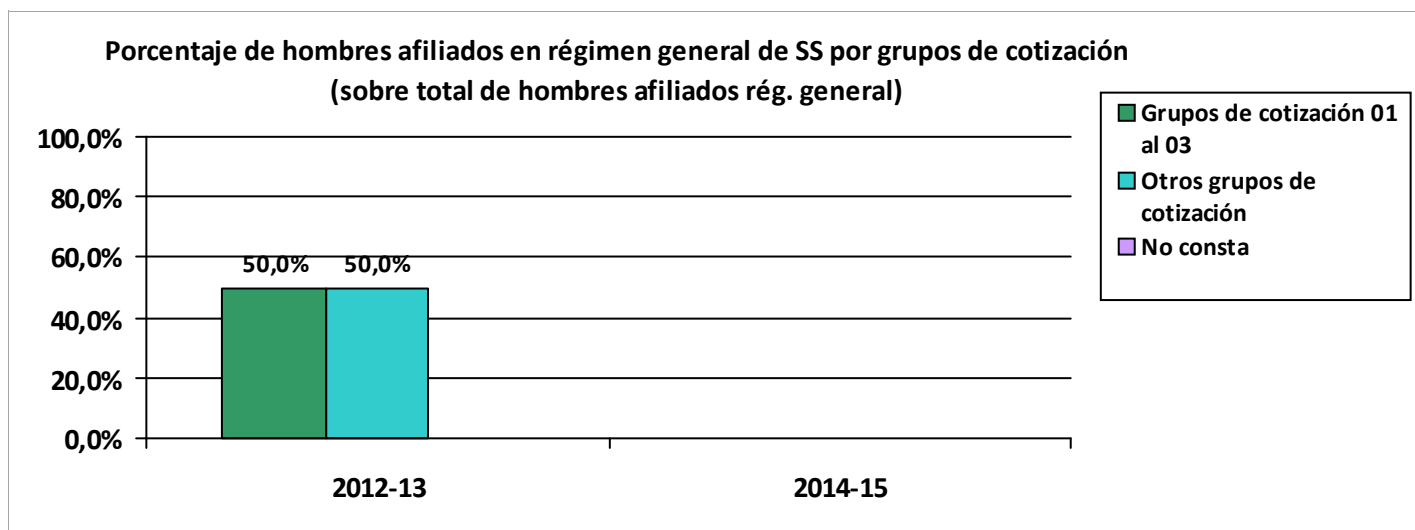 Porcentaje de hombres afiliados en régimen general de SS por grupos de cotización
(sobre total de hombres afiliados rég. general)
Grupos de cotización 01
al 03
Otros grupos de
cotización
No consta
100,0%
80,0%
60,0%
40,0%
20,0%
0,0%
50,0% 50,0%
2012-13 2014-15